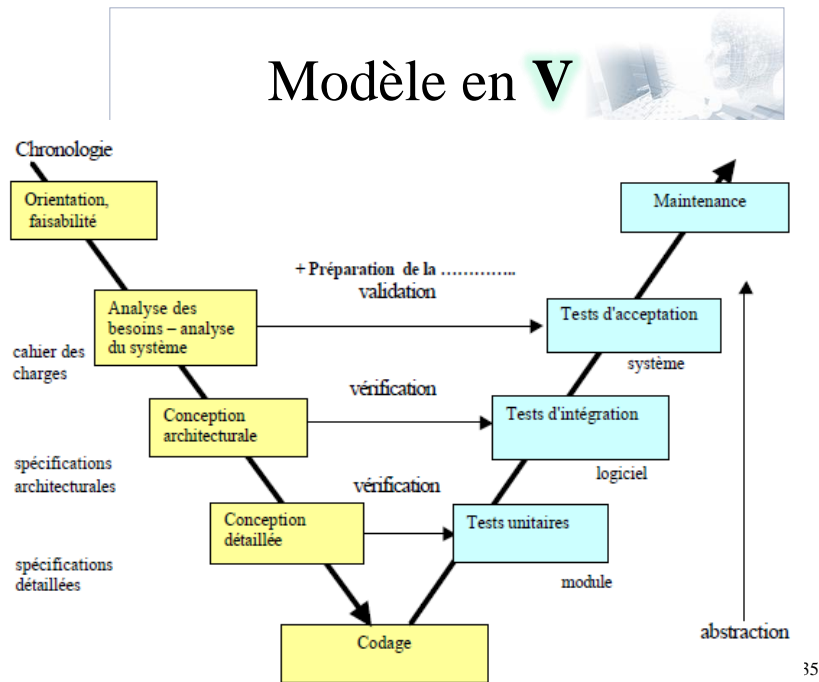 Modèle en V
Chronologie
Orientation,
faisabilité
Maintenance
+ Préparation de la …………..
validation
Analyse des
besoins – analyse
du système
Tests d'acceptation
cahier des
charges
système
vérification
Conception
architecturale
Tests d'intégration
spécifications
architecturales
logiciel
vérification
Conception
détaillée
Tests unitaires
spécifications
détaillées
module
abstraction
Codage
35